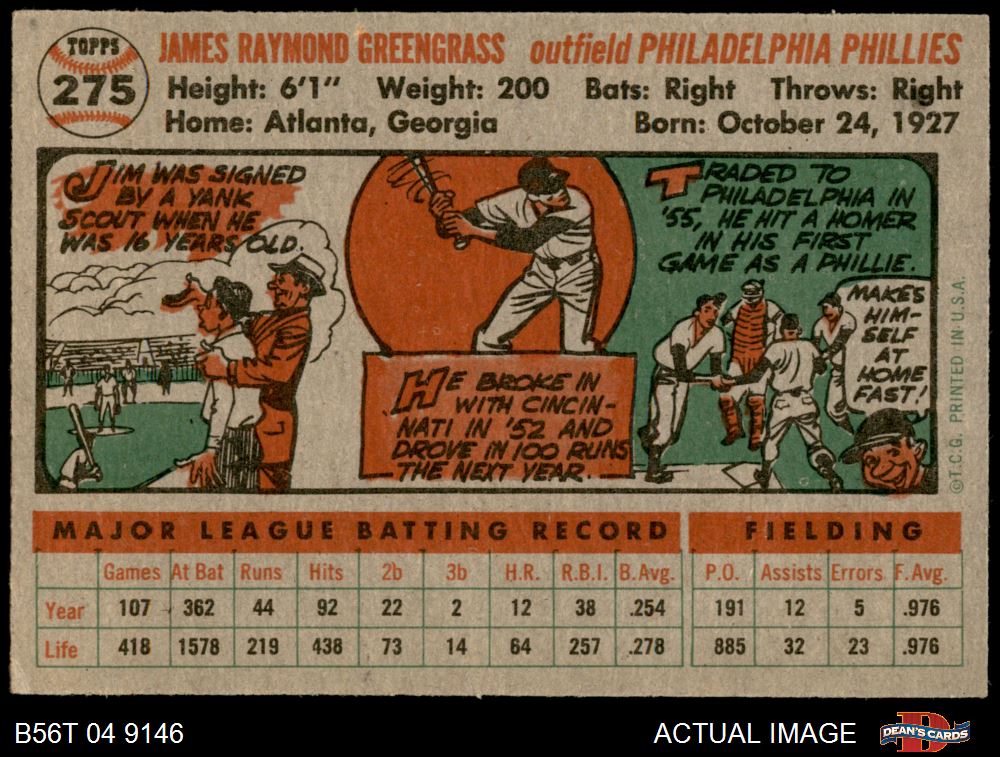 TOPPS
275
JAMES RAYMOND GREENGRASS outfield PHILADELPHIA PHILLIES
Height: 6'1" Weight: 200 Bats: Right Throws: Right
Home: Atlanta, Georgia Born: October 24, 1927
JIM WAS SIGNED
BY A YANK
SCOUT WHEN HE
WAS 16 YEARS OLD.
HE BROKE IN
WITH CINCIN-
NATI IN '52 AND
DROVE IN 100 RUNS
THE NEXT YEAR.
TRADED TO
PHILADELPHIA IN
'55, HE HIT A HOMER
IN HIS FIRST
GAME AS A PHILLIE.
MAKES
HIM-
SELF
AT
HOME
FAST!
©T.C.G. PRINTED IN U.S.A.
MAJOR LEAGUE BATTING RECORD FIELDING
Games At Bat Runs Hits 2b 3b H.R. R.B.I. B.Avg. P.O. Assists Errors F.Avg.
Year 107 362 44 92 22 2 12 38 .254 191 12 5 .976
Life 418 1578 219 438 73 14 64 257 .278 885 32 23 .976
B56T 04 9146 ACTUAL IMAGE
DEAN'S CARDS